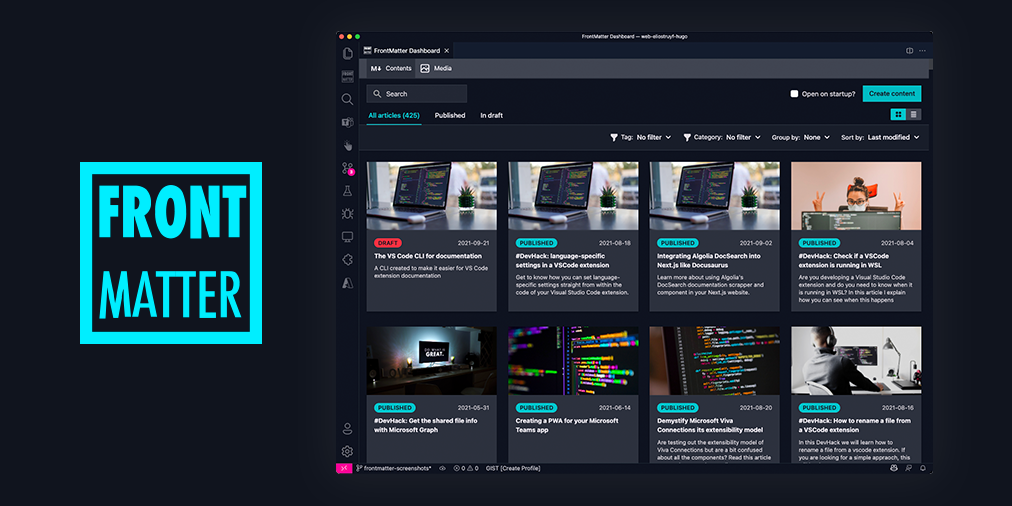 FRONT
MATTER
FrontMatter Dashboard — web-eliostruyf-hugo
FrontMatter Dashboard
Contents
Media
Search
Open on startup?
Create content
All articles (425)
Published
In draft
Tag: No filter
Category: No filter
Group by: None
Sort by: Last modified
DRAFT
2021-09-21
The VS Code CLI for documentation
A CLI created to make it easier for VS Code
extension documentation
PUBLISHED
2021-08-18
#DevHack: language-specific
settings in a VSCode extension
Get to know how you can set language-
specific settings straight from within the
code of your Visual Studio Code extension.
PUBLISHED
2021-09-02
Integrating Algolia DocSearch into
Next.js like Docusaurus
Learn more about using Algolia's
DocSearch documentation scrapper and
component in your Next.js website.
PUBLISHED
2021-08-04
#DevHack: Check if a VSCode
extension is running in WSL
Are you developing a Visual Studio Code
extension and do you need to know when it
is running in WSL? In this article I explain
how you can see when this happens
DO WHAT IS
GREAT.
PUBLISHED
2021-05-31
#DevHack: Get the shared file info
with Microsoft Graph
PUBLISHED
2021-06-14
Creating a PWA for your Microsoft
Teams app
PUBLISHED
2021-08-20
Demystify Microsoft Viva
Connections its extensibility model
Are testing out the extensibility model of
Viva Connections but are a bit confused
about all the components? Read this article
PUBLISHED
2021-08-16
#DevHack: How to rename a file from
a VSCode extension
In this DevHack we will learn how to
rename a file from a vscode extension. If
you are looking for a simple approach, this
frontmatter-screenshots*
0
0
GIST [Create Profile]